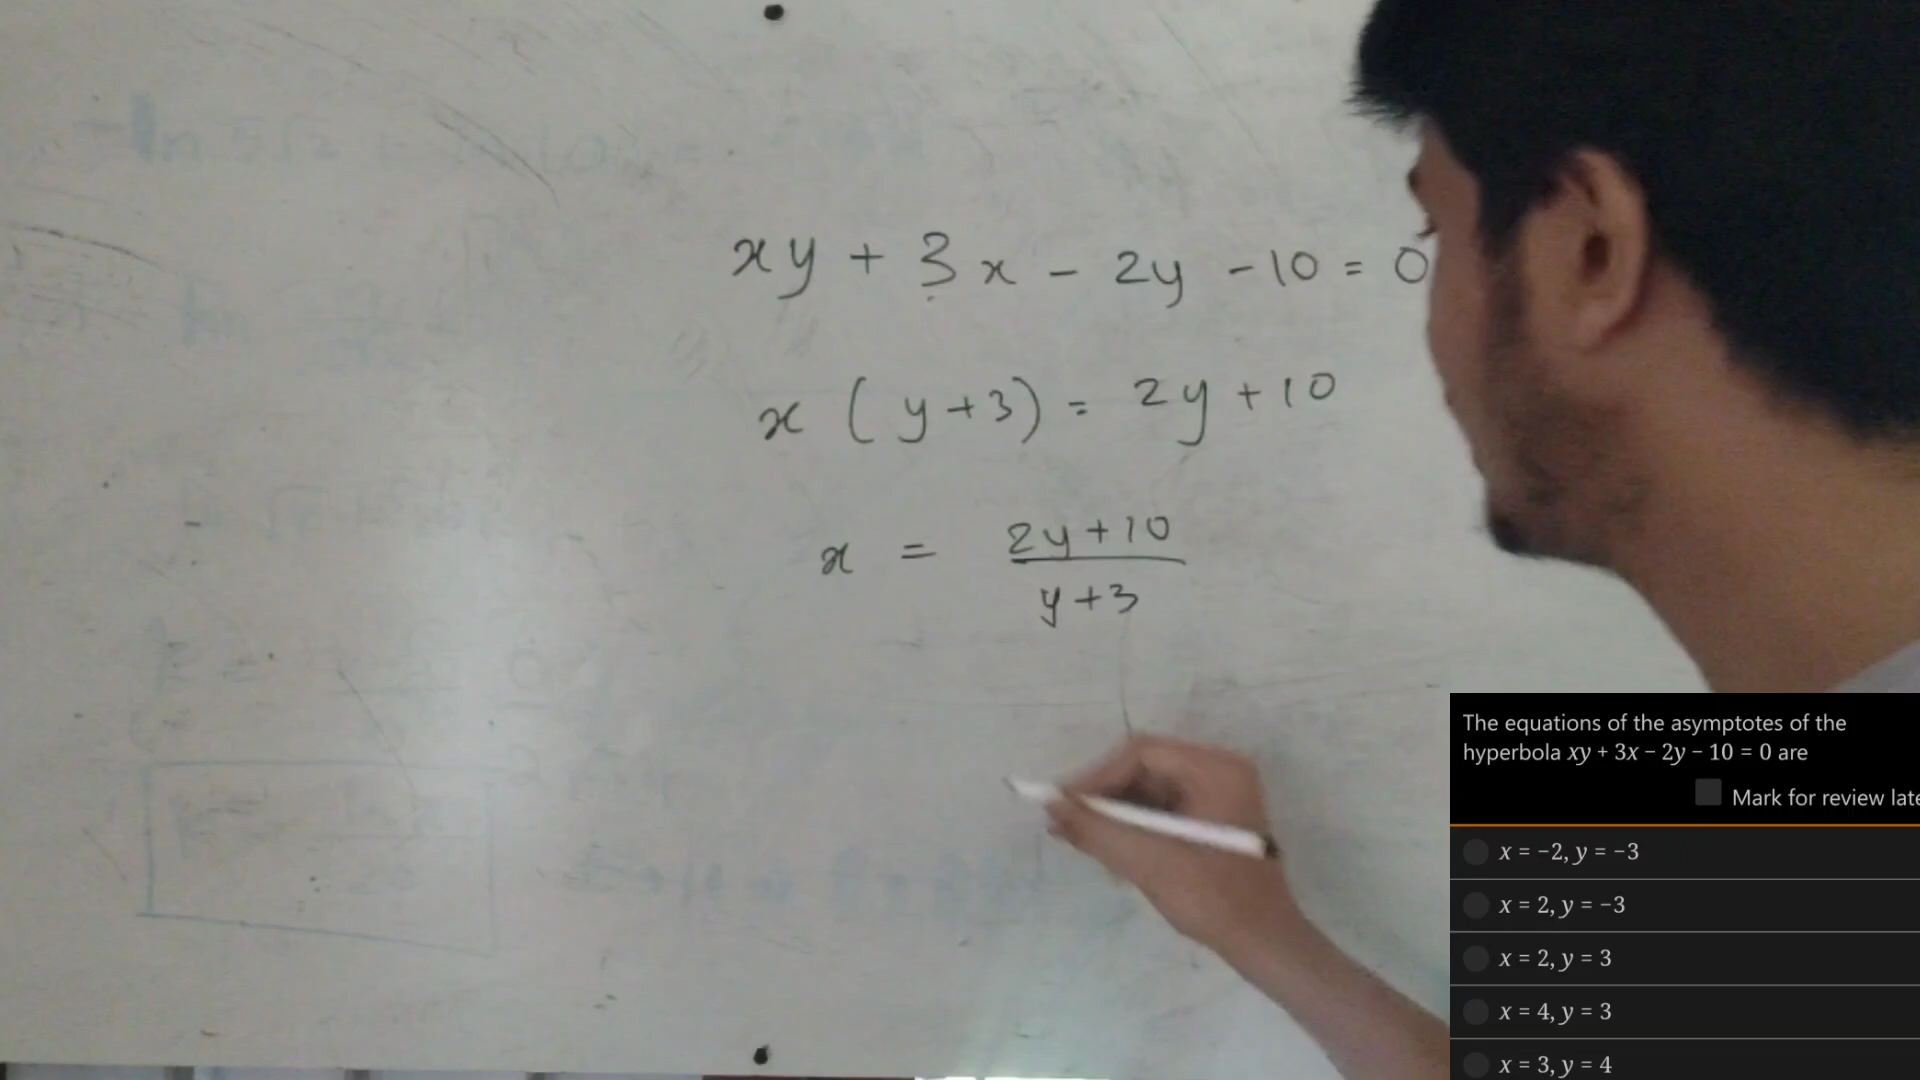 xy + 3x - 2y - 10 = 0
x (y+3) = 2y + 10
x = 2y+10 / y+3
The equations of the asymptotes of the
hyperbola xy + 3x − 2y − 10 = 0 are
Mark for review
x = −2, y = −3
x = 2, y = −3
x = 2, y = 3
x = 4, y = 3
x = 3, y = 4